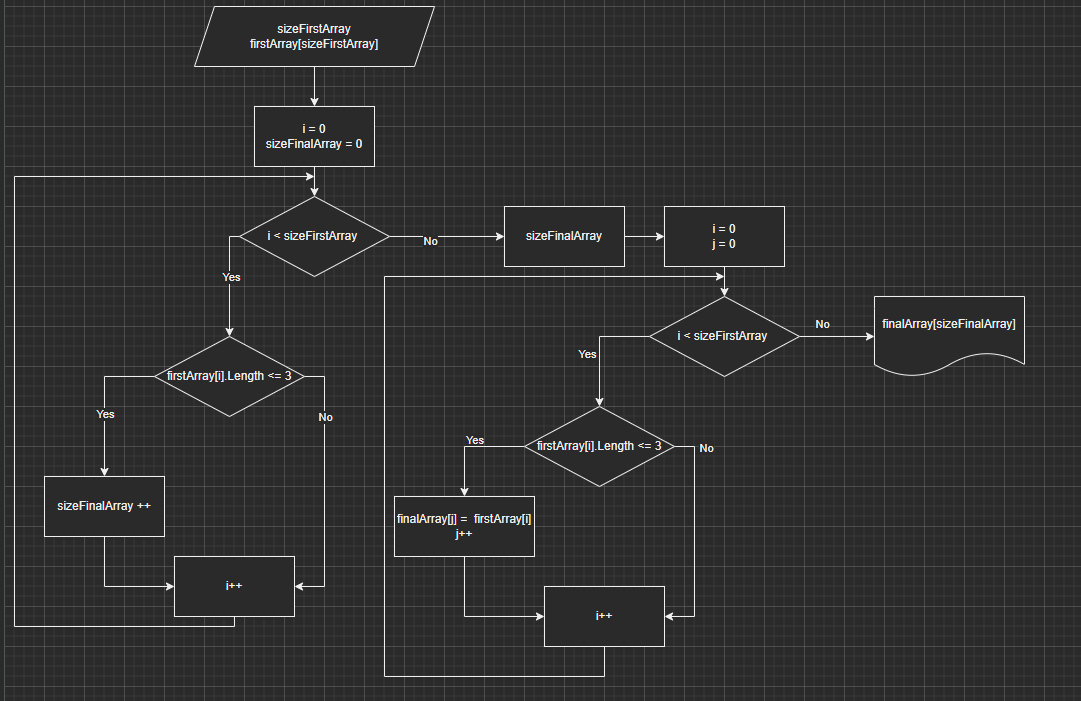 sizeFirstArray
firstArray[sizeFirstArray]
i = 0
sizeFinalArray = 0
i < sizeFirstArray
No
Yes
firstArray[i].Length <= 3
Yes
No
sizeFinalArray ++
i++
sizeFinalArray
i = 0
j = 0
i < sizeFirstArray
No
Yes
finalArray[sizeFinalArray]
firstArray[i].Length <= 3
Yes
No
finalArray[j] =  firstArray[i]
j++
i++